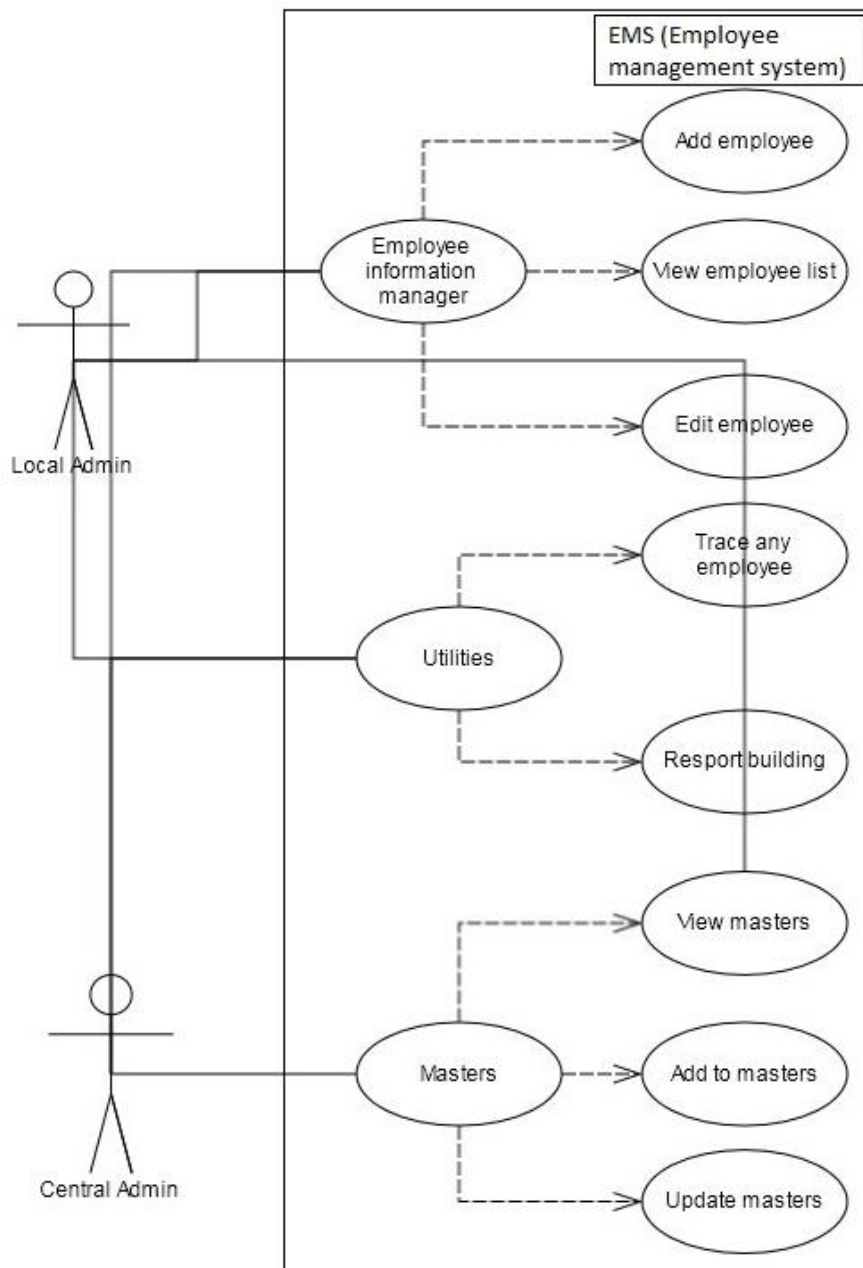 EMS (Employee
management system)
Add employee
Employee
information
manager
View employee list
Local Admin
Edit employee
Trace any
employee
Utilities
Resport building
View masters
Masters
Add to masters
Central Admin
Update masters